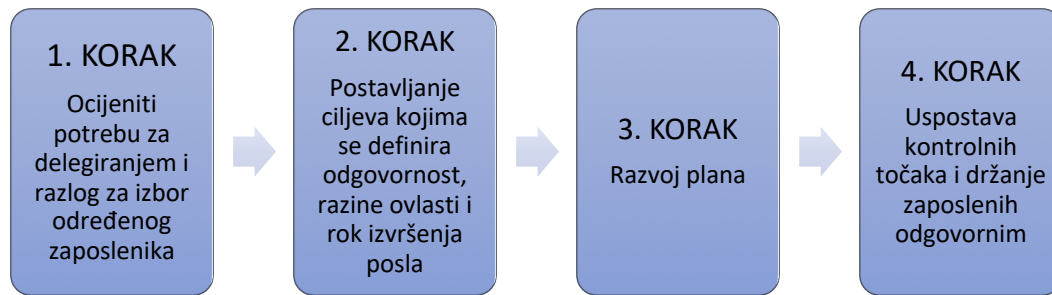 1. KORAK
Ocijeniti
potrebu za
delegiranjem i
razlog za izbor
određenog
zaposlenika
2. KORAK
Postavljanje
ciljeva kojima
se definira
odgovornost,
razine ovlasti i
rok izvršenja
posla
3. KORAK
Razvoj plana
4. KORAK
Uspostava
kontrolnih
točaka i držanje
zaposlenih
odgovornim